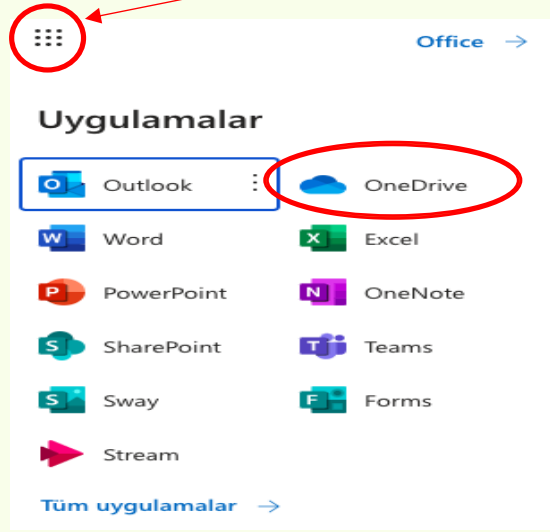 Office →
Uygulamalar
Outlook
OneDrive
Word
Excel
PowerPoint
OneNote
SharePoint
Teams
Sway
Forms
Stream
Tüm uygulamalar →